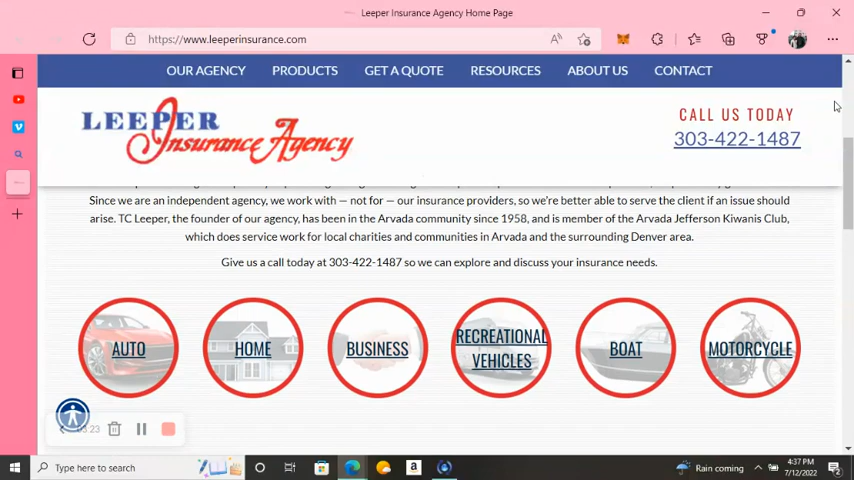 Leeper Insurance Agency Home Page
https://www.leeperinsurance.com
OUR AGENCY PRODUCTS GET A QUOTE RESOURCES ABOUT US CONTACT
LEEPER
Insurance Agency
CALL US TODAY
303-422-1487
Since we are an independent agency, we work with — not for — our insurance providers, so we're better able to serve the client if an issue should
arise. TC Leeper, the founder of our agency, has been in the Arvada community since 1958, and is member of the Arvada Jefferson Kiwanis Club,
which does service work for local charities and communities in Arvada and the surrounding Denver area.
Give us a call today at 303-422-1487 so we can explore and discuss your insurance needs.
AUTO HOME BUSINESS RECREATIONAL VEHICLES BOAT MOTORCYCLE
Type here to search
Rain coming
4:37 PM
7/12/2022